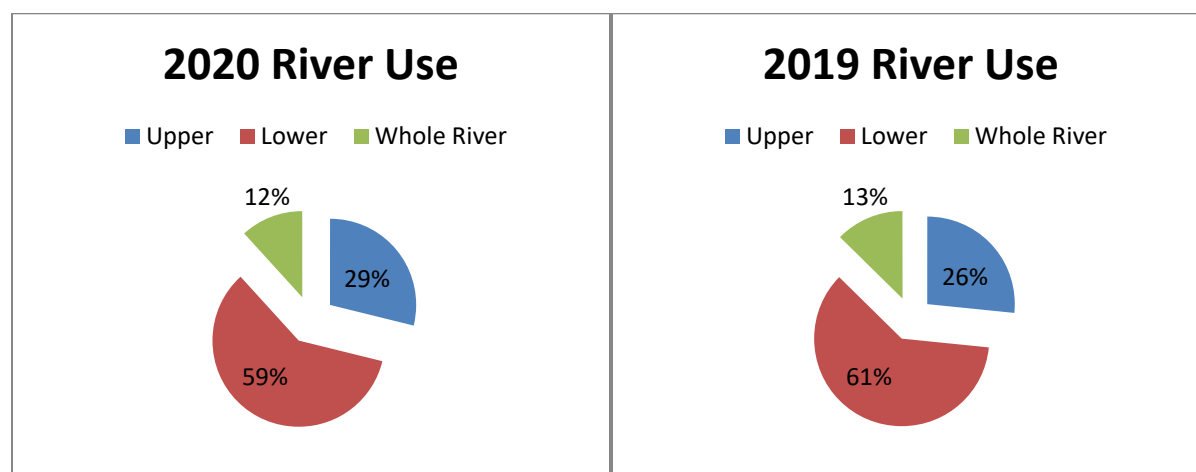 2020 River Use
Upper Lower Whole River
12%
29%
59%
2019 River Use
Upper Lower Whole River
13%
26%
61%